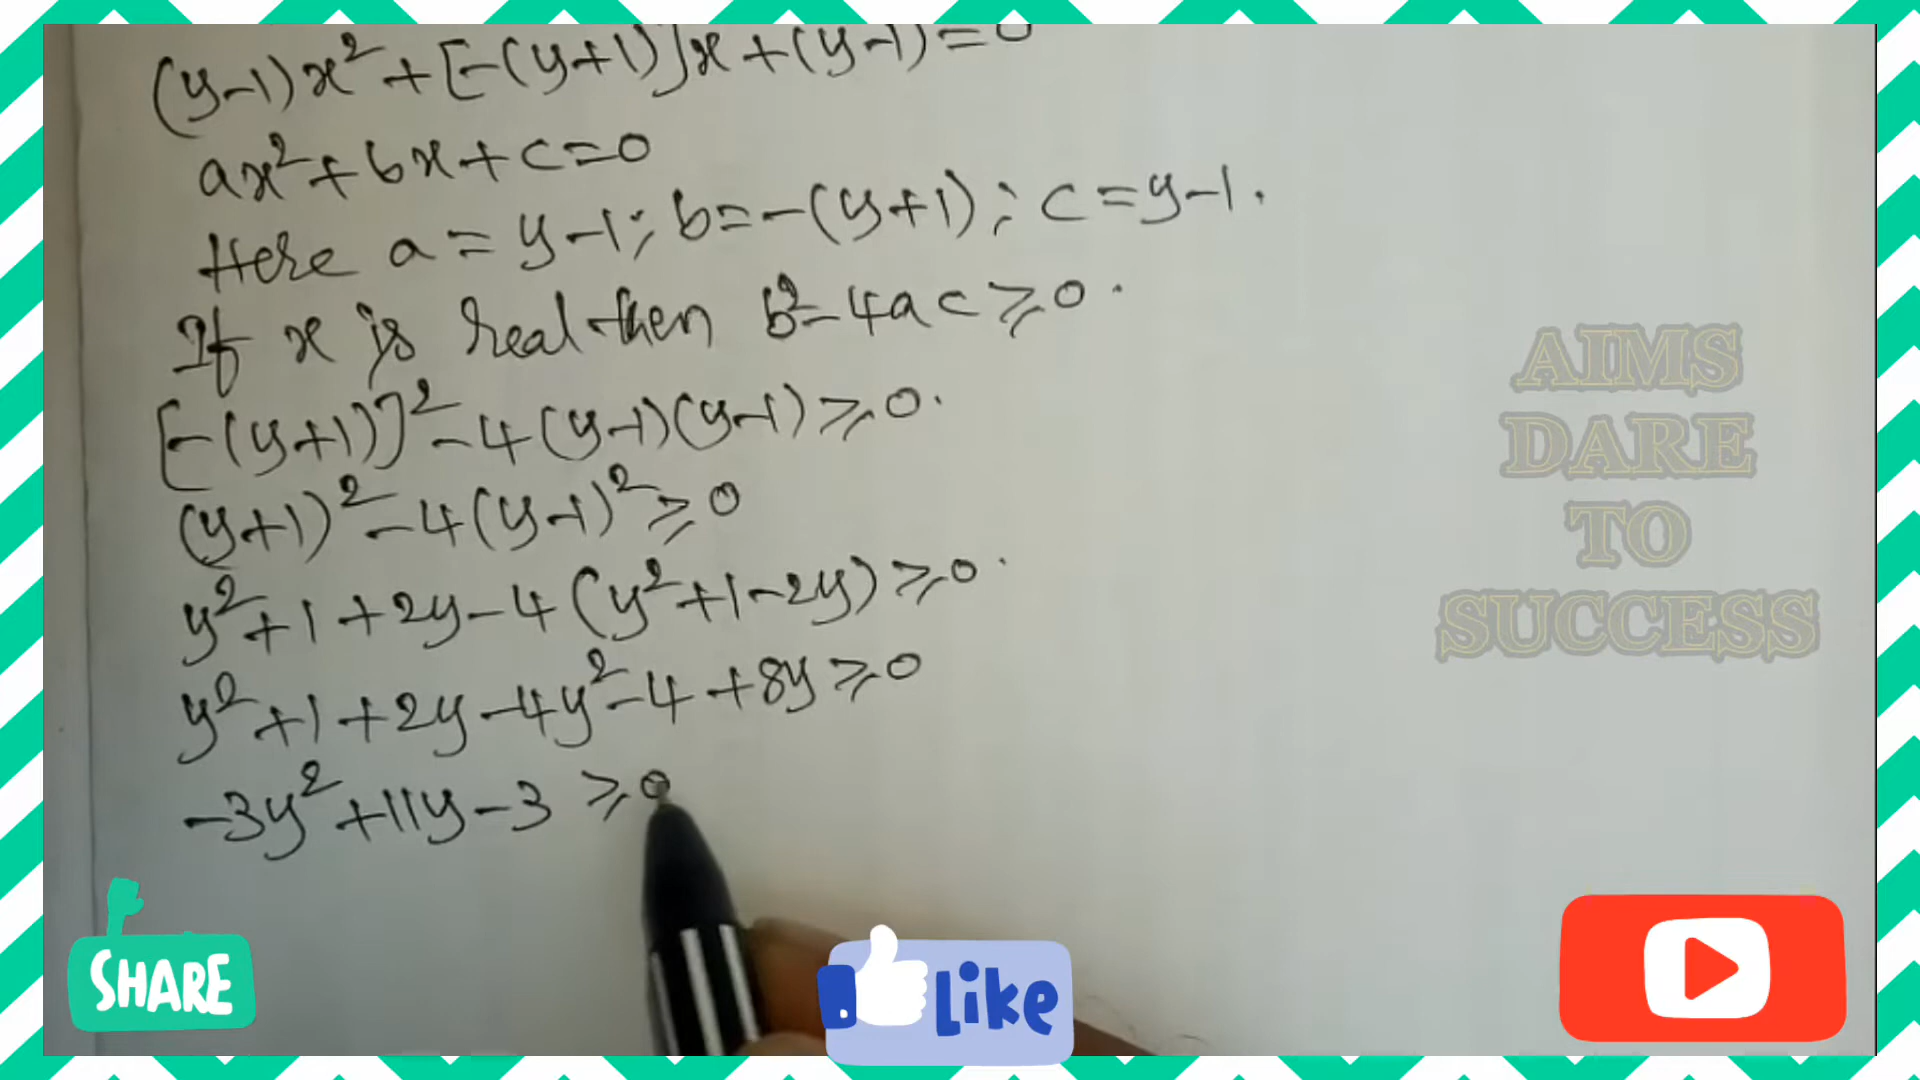 (y-1)x²+[-(y+1)]x+(y-1)=0
ax²+bx+c=0
Here a=y-1; b=-(y+1); c=y-1.
If x is real then b²-4ac⩾0.
[-(y+1)]²-4(y-1)(y-1)⩾0.
(y+1)²-4(y-1)²⩾0
y²+1+2y-4(y²+1-2y)⩾0.
y²+1+2y-4y²-4+8y⩾0
-3y²+11y-3⩾0
AIMS
DARE
TO
SUCCESS
SHARE
Like